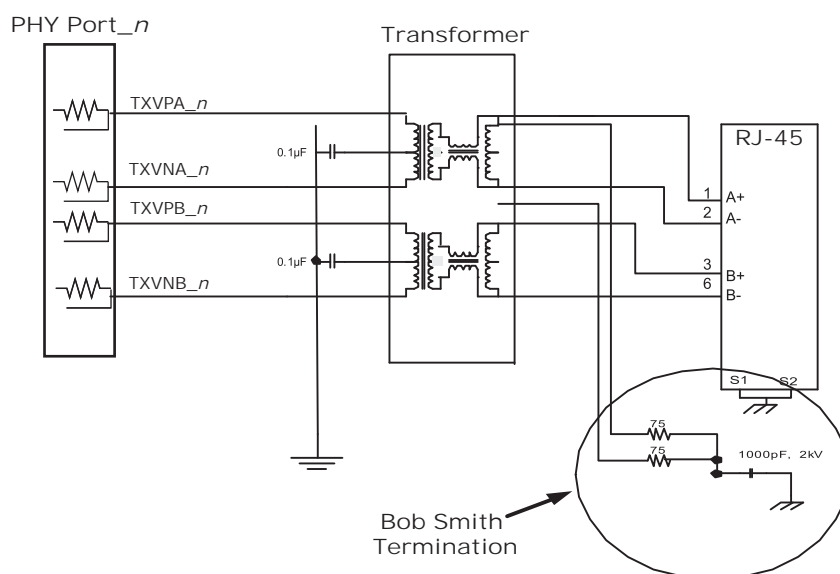 PHY Port_n
Transformer
TXVPA_n
RJ-45
0.1µF
TXVNA_n
1 A+
2 A-
TXVPB_n
0.1µF
3 B+
6 B-
TXVNB_n
S1 S2
75
75
1000pF, 2kV
Bob Smith
Termination